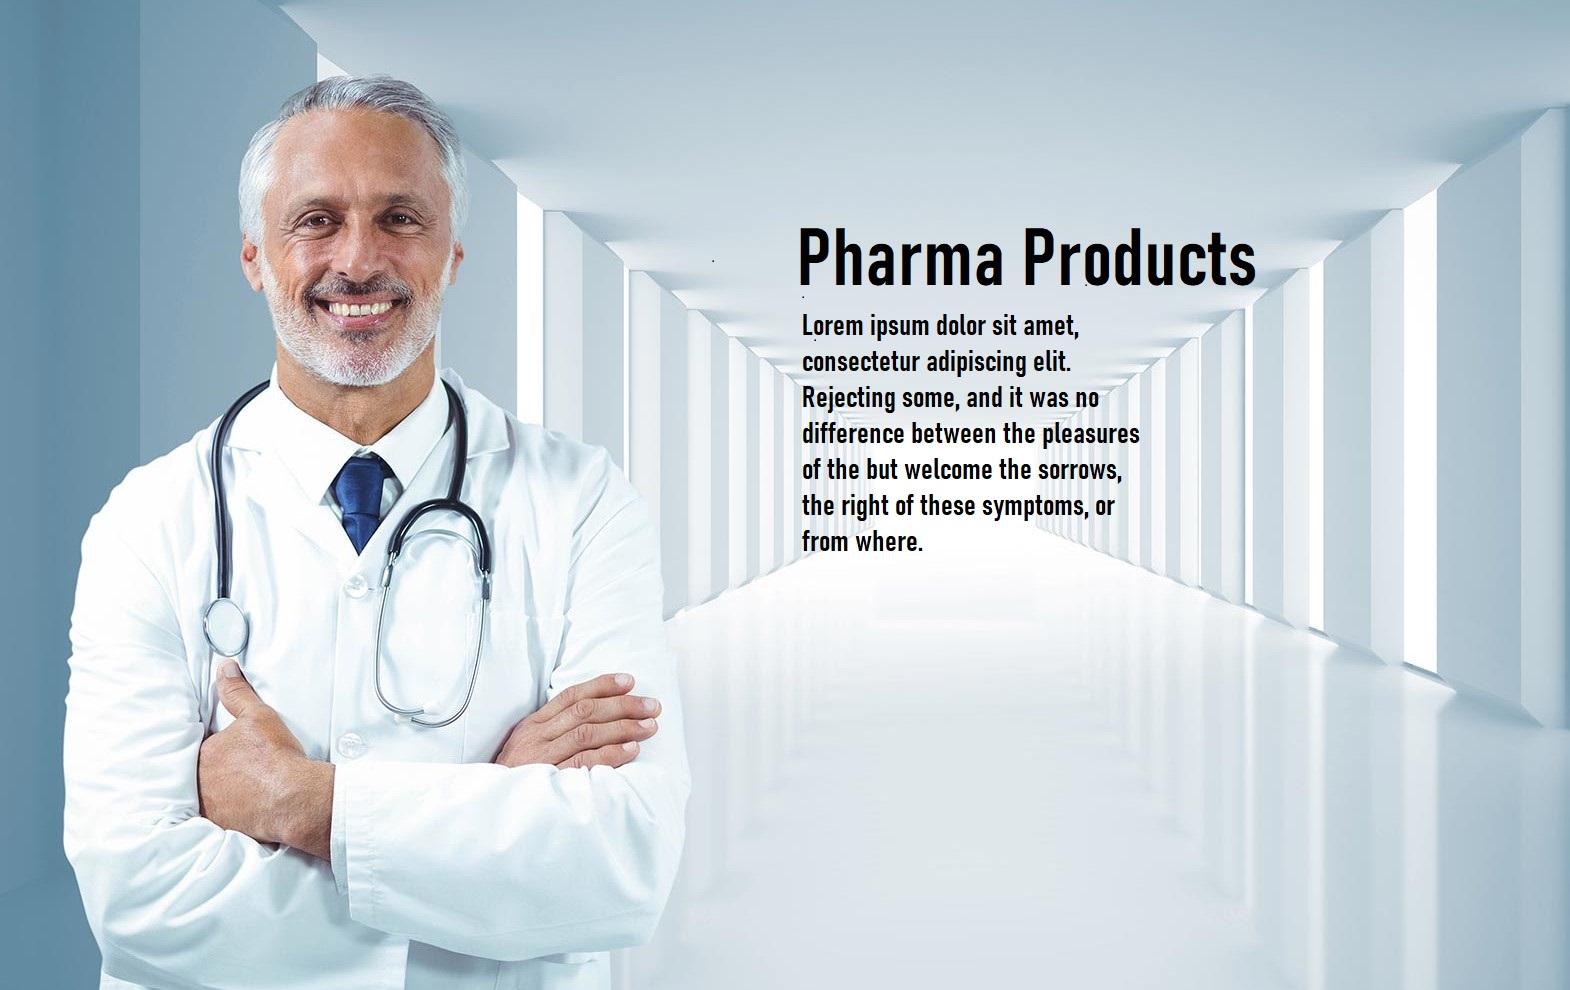 Pharma Products
Lorem ipsum dolor sit amet,
consectetur adipiscing elit.
Rejecting some, and it was no
difference between the pleasures
of the but welcome the sorrows,
the right of these symptoms, or
from where.